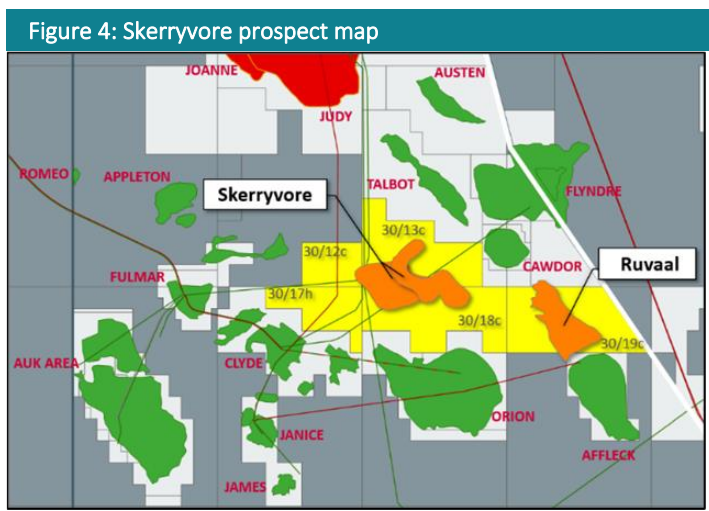 Figure 4: Skerryvore prospect map
JOANNE
AUSTEN
JUDY
ROMEO
APPLETON
TALBOT
FLYNDRE
Skerryvore
30/13c
30/12c
CAWDOR
Ruvaal
FULMAR
30/17h
30/18c
30/19c
AUK AREA
CLYDE
ORION
JANICE
AFFLECK
JAMES